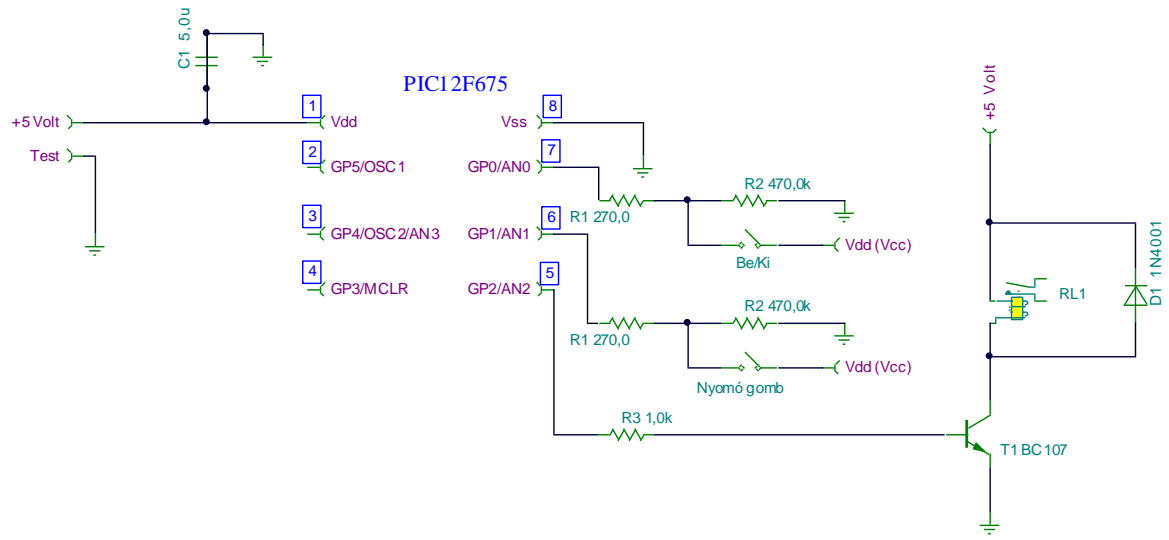 C1 5,0u
PIC12F675
+5 Volt
Test
1
Vdd
2
GP5/OSC1
3
GP4/OSC2/AN3
4
GP3/MCLR
Vss
8
GP0/AN0
7
GP1/AN1
6
GP2/AN2
5
R1 270,0
R2 470,0k
Be/Ki
Vdd (Vcc)
R1 270,0
R2 470,0k
Nyomó gomb
Vdd (Vcc)
R3 1,0k
+5 Volt
RL1
D1 1N4001
T1 BC107